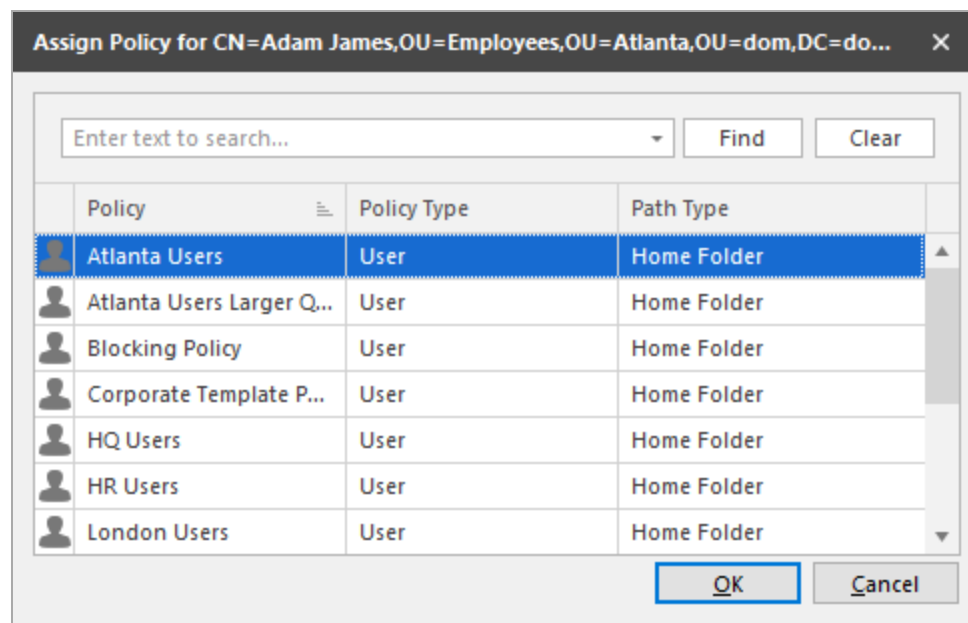 Assign Policy for CN=Adam James,OU=Employees,OU=Atlanta,OU=dom,DC=do...
Enter text to search... Find Clear
Policy Policy Type Path Type
Atlanta Users User Home Folder
Atlanta Users Larger Q... User Home Folder
Blocking Policy User Home Folder
Corporate Template P... User Home Folder
HQ Users User Home Folder
HR Users User Home Folder
London Users User Home Folder
OK Cancel